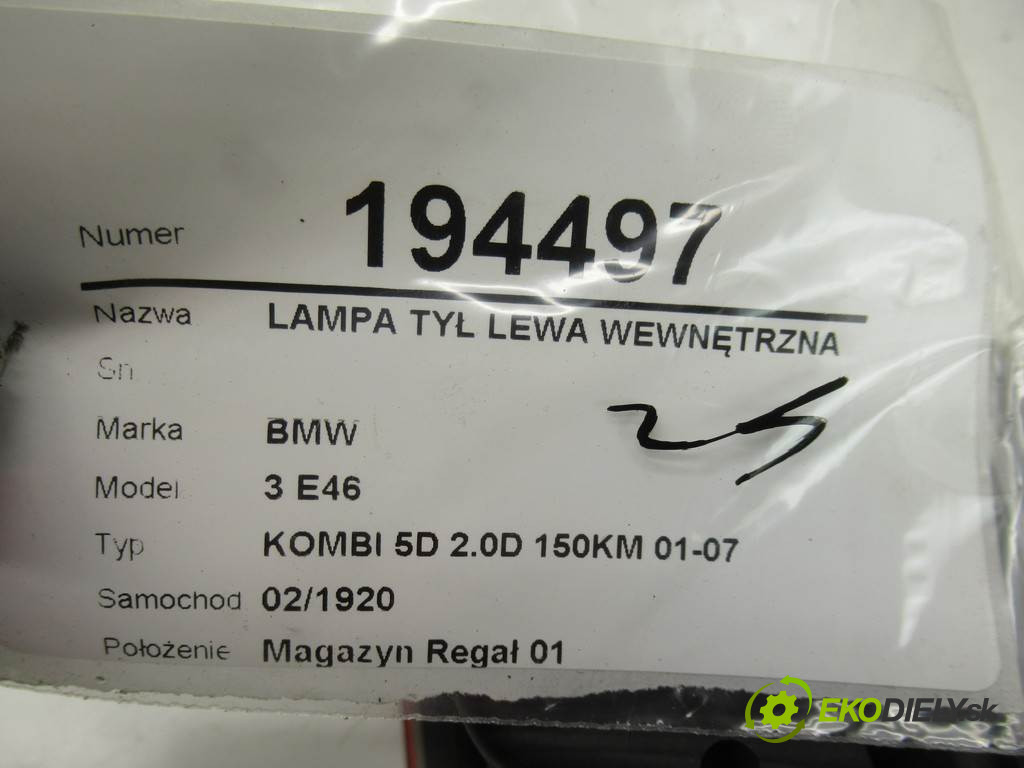 Numer 194497
Nazwa LAMPA TYŁ LEWA WEWNĘTRZNA
Sn
25
Marka BMW
Model 3 E46
Typ KOMBI 5D 2.0D 150KM 01-07
Samochod 02/1920
Położenie Magazyn Regał 01
EKODIELY.sk